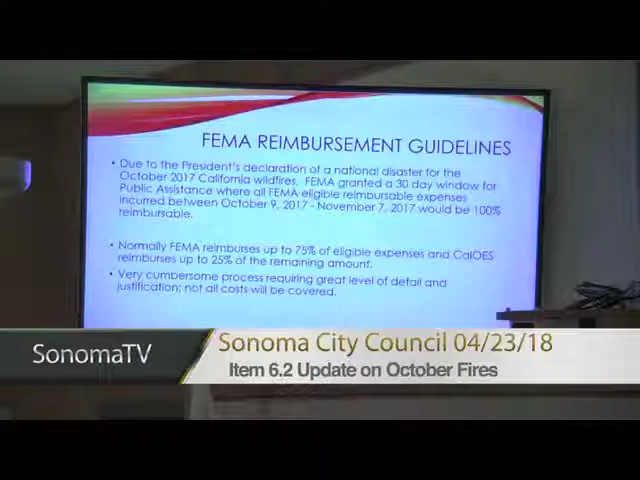 FEMA REIMBURSEMENT GUIDELINES
• Due to the President's declaration of a national disaster for the
October 2017 California wildfires, FEMA granted a 30 day window for
Public Assistance where all FEMA eligible reimbursable expenses
incurred between October 9, 2017 - November 7, 2017 would be 100%
reimbursable.
• Normally FEMA reimburses up to 75% of eligible expenses and CalOES
reimburses up to 25% of the remaining amount.
• Very cumbersome process requiring great level of detail and
justification; not all costs will be covered.
SonomaTV
Sonoma City Council 04/23/18
Item 6.2 Update on October Fires